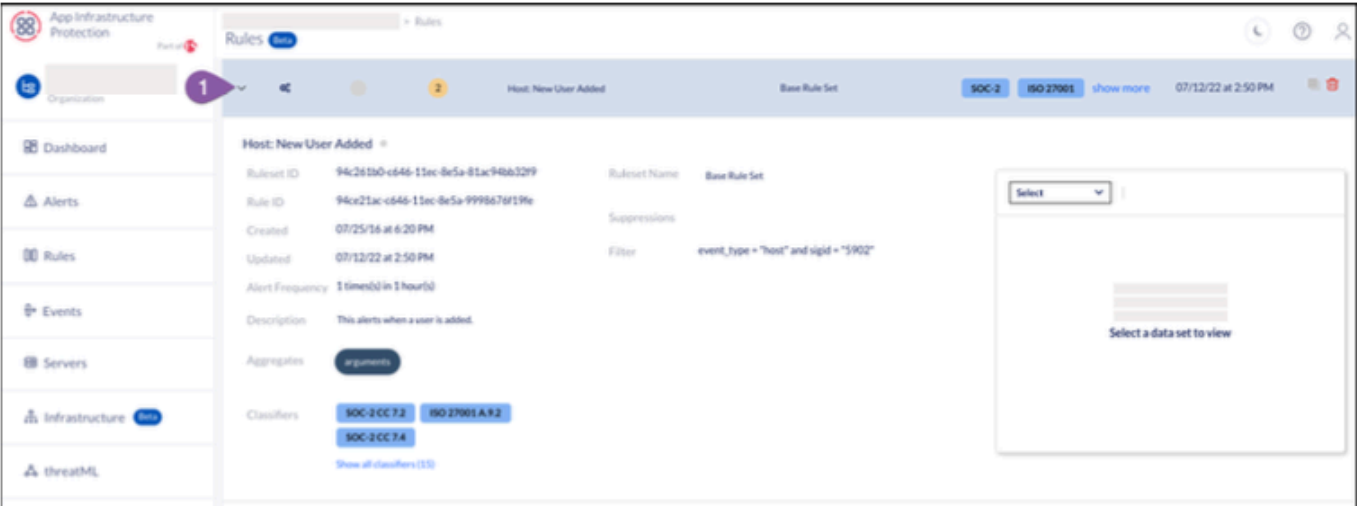 App Infrastructure
Protection
Part of
Organization
Dashboard
Alerts
Rules
Events
Servers
Infrastructure Beta
threatML
> Rules
Rules Beta
1
2 Host: New User Added Base Rule Set SOC-2 ISO 27001 show more 07/12/22 at 2:50 PM
Host: New User Added
Ruleset ID 94c261b0-c646-11ec-8e5a-81ac94bb32f9
Rule ID 94ce21ac-c646-11ec-8e5a-9998676f19fe
Created 07/25/16 at 6:20 PM
Updated 07/12/22 at 2:50 PM
Alert Frequency 1 times(s) in 1 hour(s)
Description This alerts when a user is added.
Aggregates arguments
Classifiers SOC-2 CC 7.2 ISO 27001 A.9.2
SOC-2 CC 7.4
Show all classifiers (15)
Ruleset Name Base Rule Set
Suppressions
Filter event_type = "host" and sigid = "5902"
Select
Select a data set to view